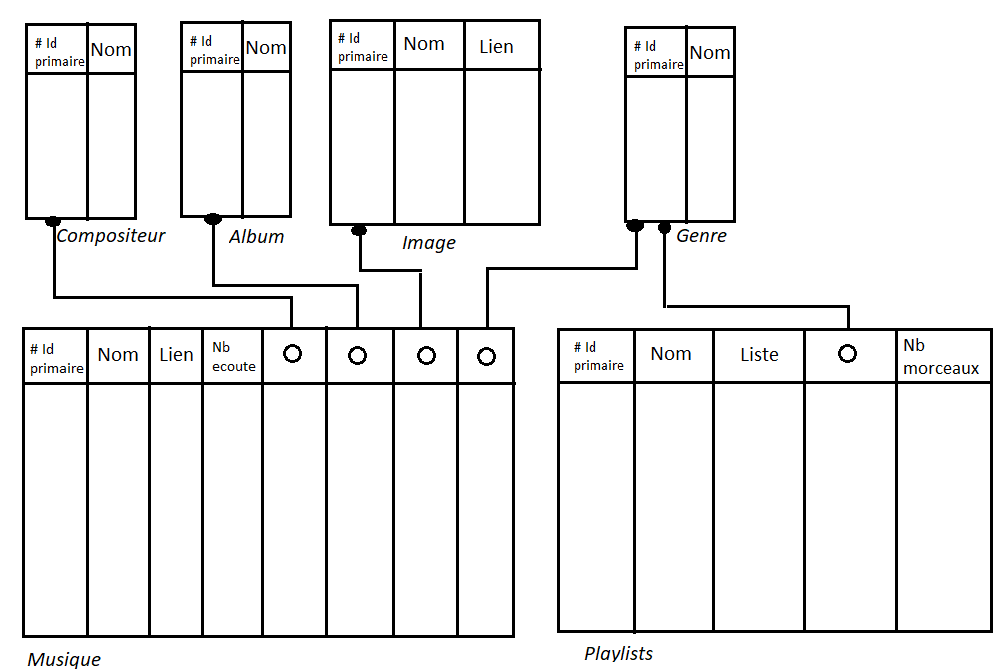 # Id
primaire
Nom
# Id
primaire
Nom
# Id
primaire
Nom
Lien
# Id
primaire
Nom
Compositeur
Album
Image
Genre
# Id
primaire
Nom
Lien
Nb
ecoute
# Id
primaire
Nom
Liste
Nb
morceaux
Musique
Playlists